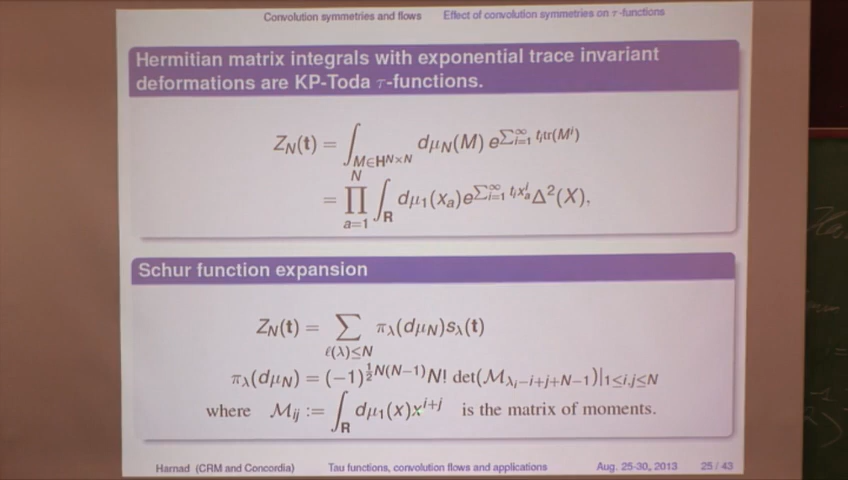 Convolution symmetries and flows Effect of convolution symmetries on τ-functions
Hermitian matrix integrals with exponential trace invariant
deformations are KP-Toda τ-functions.
Z_N(t) = ∫_{M∈H^{N×N}} dμ_N(M) e^{∑_{i=1}^∞ t_i tr(M^i)}
= ∏_{a=1}^N ∫_R dμ_1(x_a) e^{∑_{i=1}^∞ t_i x_a^i} Δ²(X),
Schur function expansion
Z_N(t) = ∑_{ℓ(λ)≤N} π_λ(dμ_N) s_λ(t)
π_λ(dμ_N) = (−1)^{½N(N−1)} N! det(M_{λ_i−i+j+N−1})|_{1≤i,j≤N}
where M_{ij} := ∫_R dμ_1(x) x^{i+j} is the matrix of moments.
Harnad (CRM and Concordia) Tau functions, convolution flows and applications Aug. 25-30, 2013 25 / 43